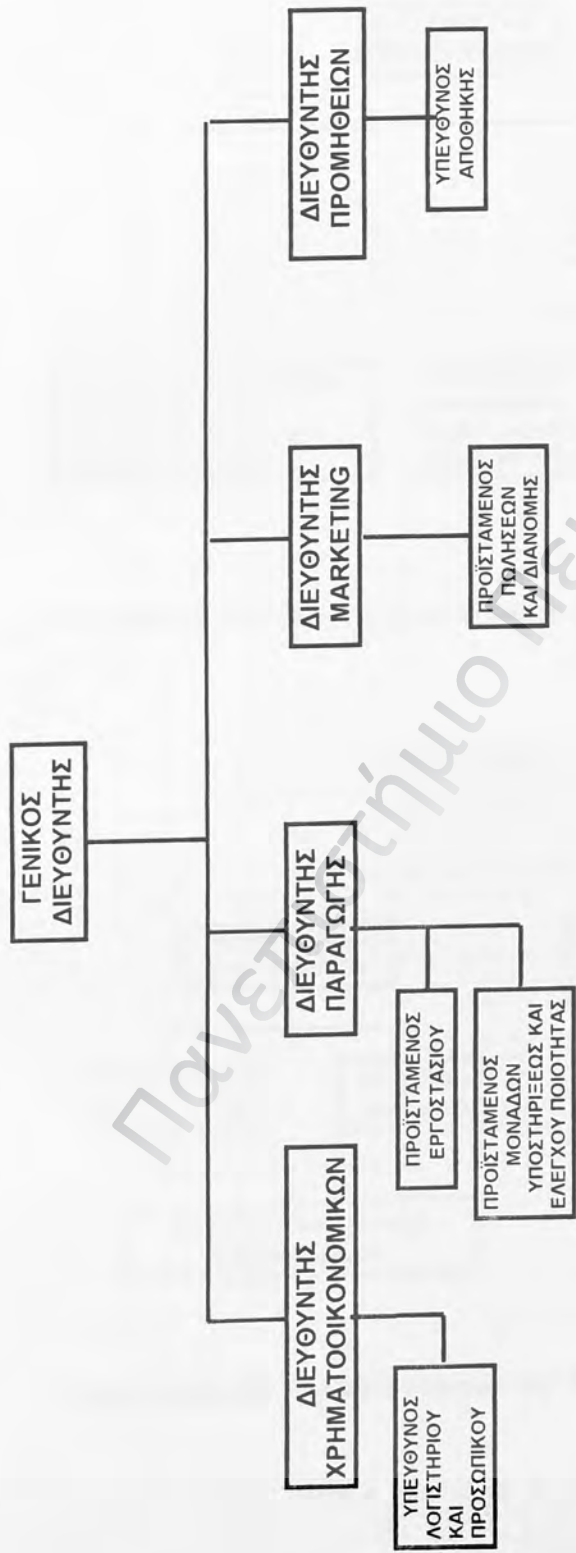 ΓΕΝΙΚΟΣ
ΔΙΕΥΘΥΝΤΗΣ
ΔΙΕΥΘΥΝΤΗΣ
ΧΡΗΜΑΤΟΟΙΚΟΝΟΜΙΚΩΝ
ΔΙΕΥΘΥΝΤΗΣ
ΠΑΡΑΓΩΓΗΣ
ΔΙΕΥΘΥΝΤΗΣ
MARKETING
ΔΙΕΥΘΥΝΤΗΣ
ΠΡΟΜΗΘΕΙΩΝ
ΥΠΕΥΘΥΝΟΣ
ΛΟΓΙΣΤΗΡΙΟΥ
ΚΑΙ
ΠΡΟΣΩΠΙΚΟΥ
ΠΡΟΪΣΤΑΜΕΝΟΣ
ΕΡΓΟΣΤΑΣΙΟΥ
ΠΡΟΪΣΤΑΜΕΝΟΣ
ΜΟΝΑΔΩΝ
ΥΠΟΣΤΗΡΙΞΕΩΣ ΚΑΙ
ΕΛΕΓΧΟΥ ΠΟΙΟΤΗΤΑΣ
ΠΡΟΪΣΤΑΜΕΝΟΣ
ΠΩΛΗΣΕΩΝ
ΚΑΙ ΔΙΑΝΟΜΗΣ
ΥΠΕΥΘΥΝΟΣ
ΑΠΟΘΗΚΗΣ
Πανεπιστήμιο